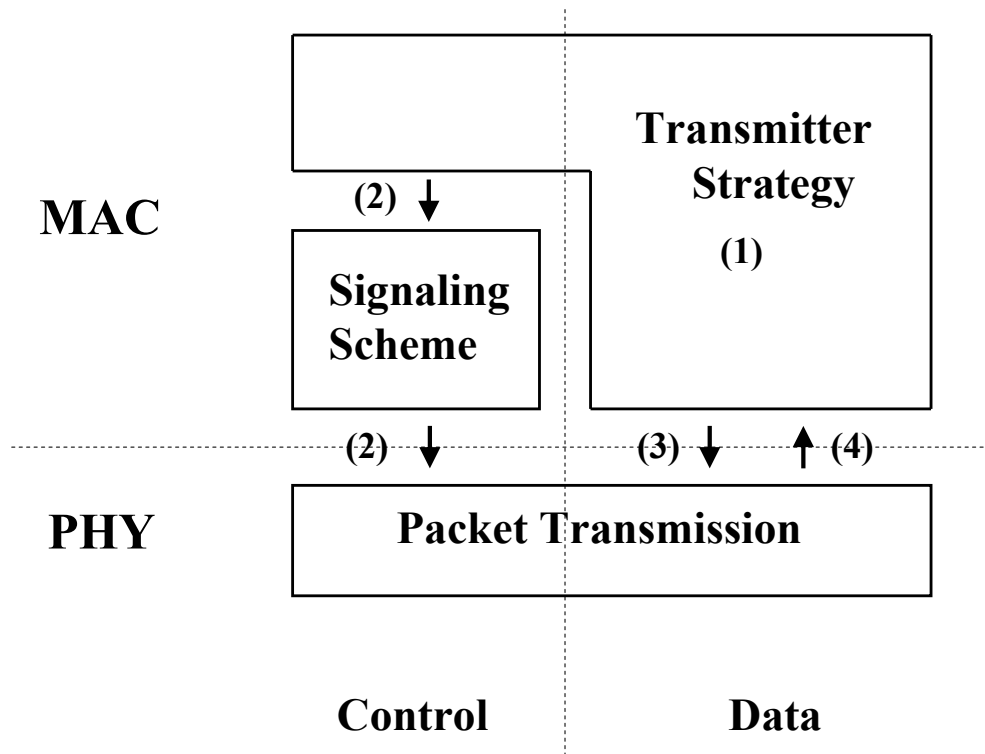 Transmitter
Strategy
(1)
(2)
MAC
Signaling
Scheme
(2)
(3)
(4)
PHY
Packet Transmission
Control
Data